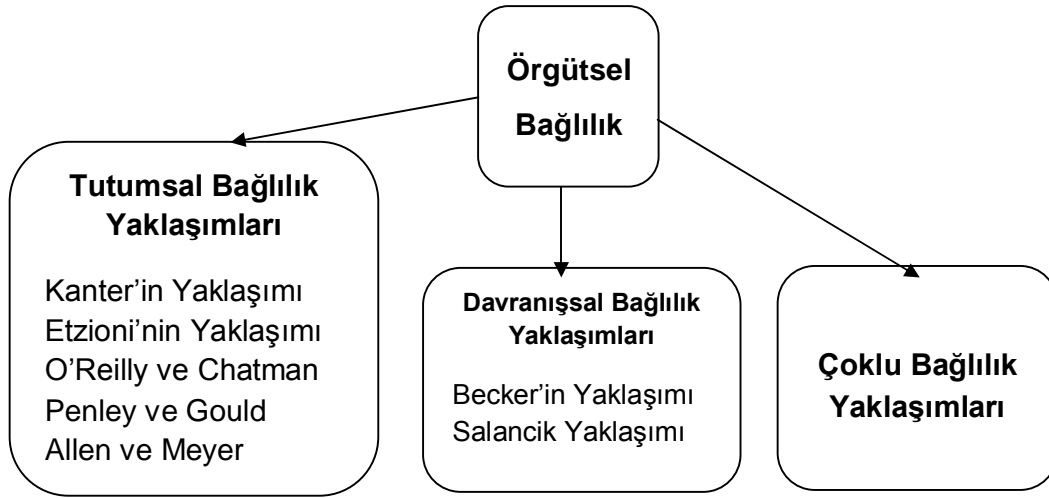 Örgütsel
Bağlılık
Tutumsal Bağlılık
Yaklaşımları
Kanter’in Yaklaşımı
Etzioni’nin Yaklaşımı
O’Reilly ve Chatman
Penley ve Gould
Allen ve Meyer
Davranışsal Bağlılık
Yaklaşımları
Becker’in Yaklaşımı
Salancik Yaklaşımı
Çoklu Bağlılık
Yaklaşımları